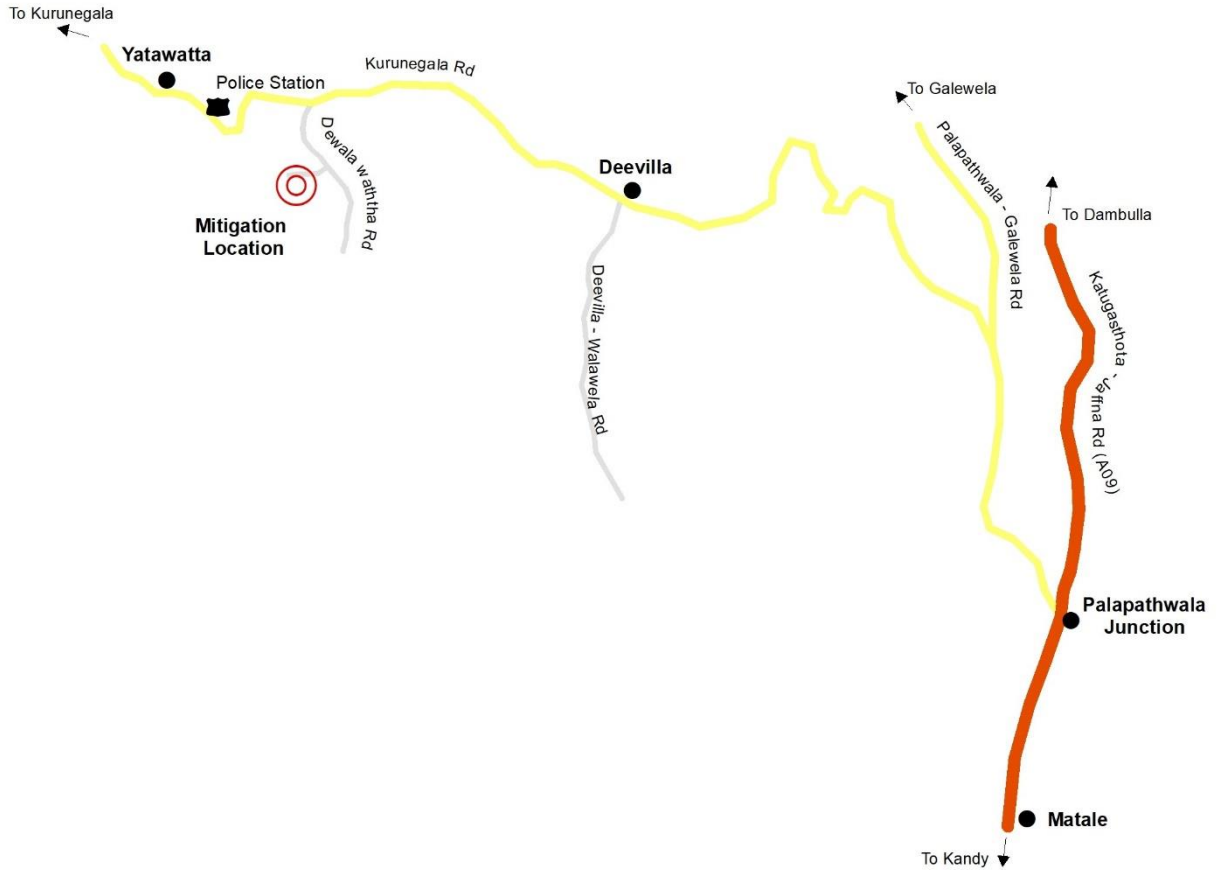 To Kurunegala
Yatawatta
Police Station
Kurunegala Rd
Dewala waththa Rd
Mitigation
Location
Deevilla
Deevilla - Walawela Rd
To Galewela
Palapathwala - Galewela Rd
To Dambulla
Katugasthota - Jaffna Rd (A09)
Palapathwala
Junction
Matale
To Kandy